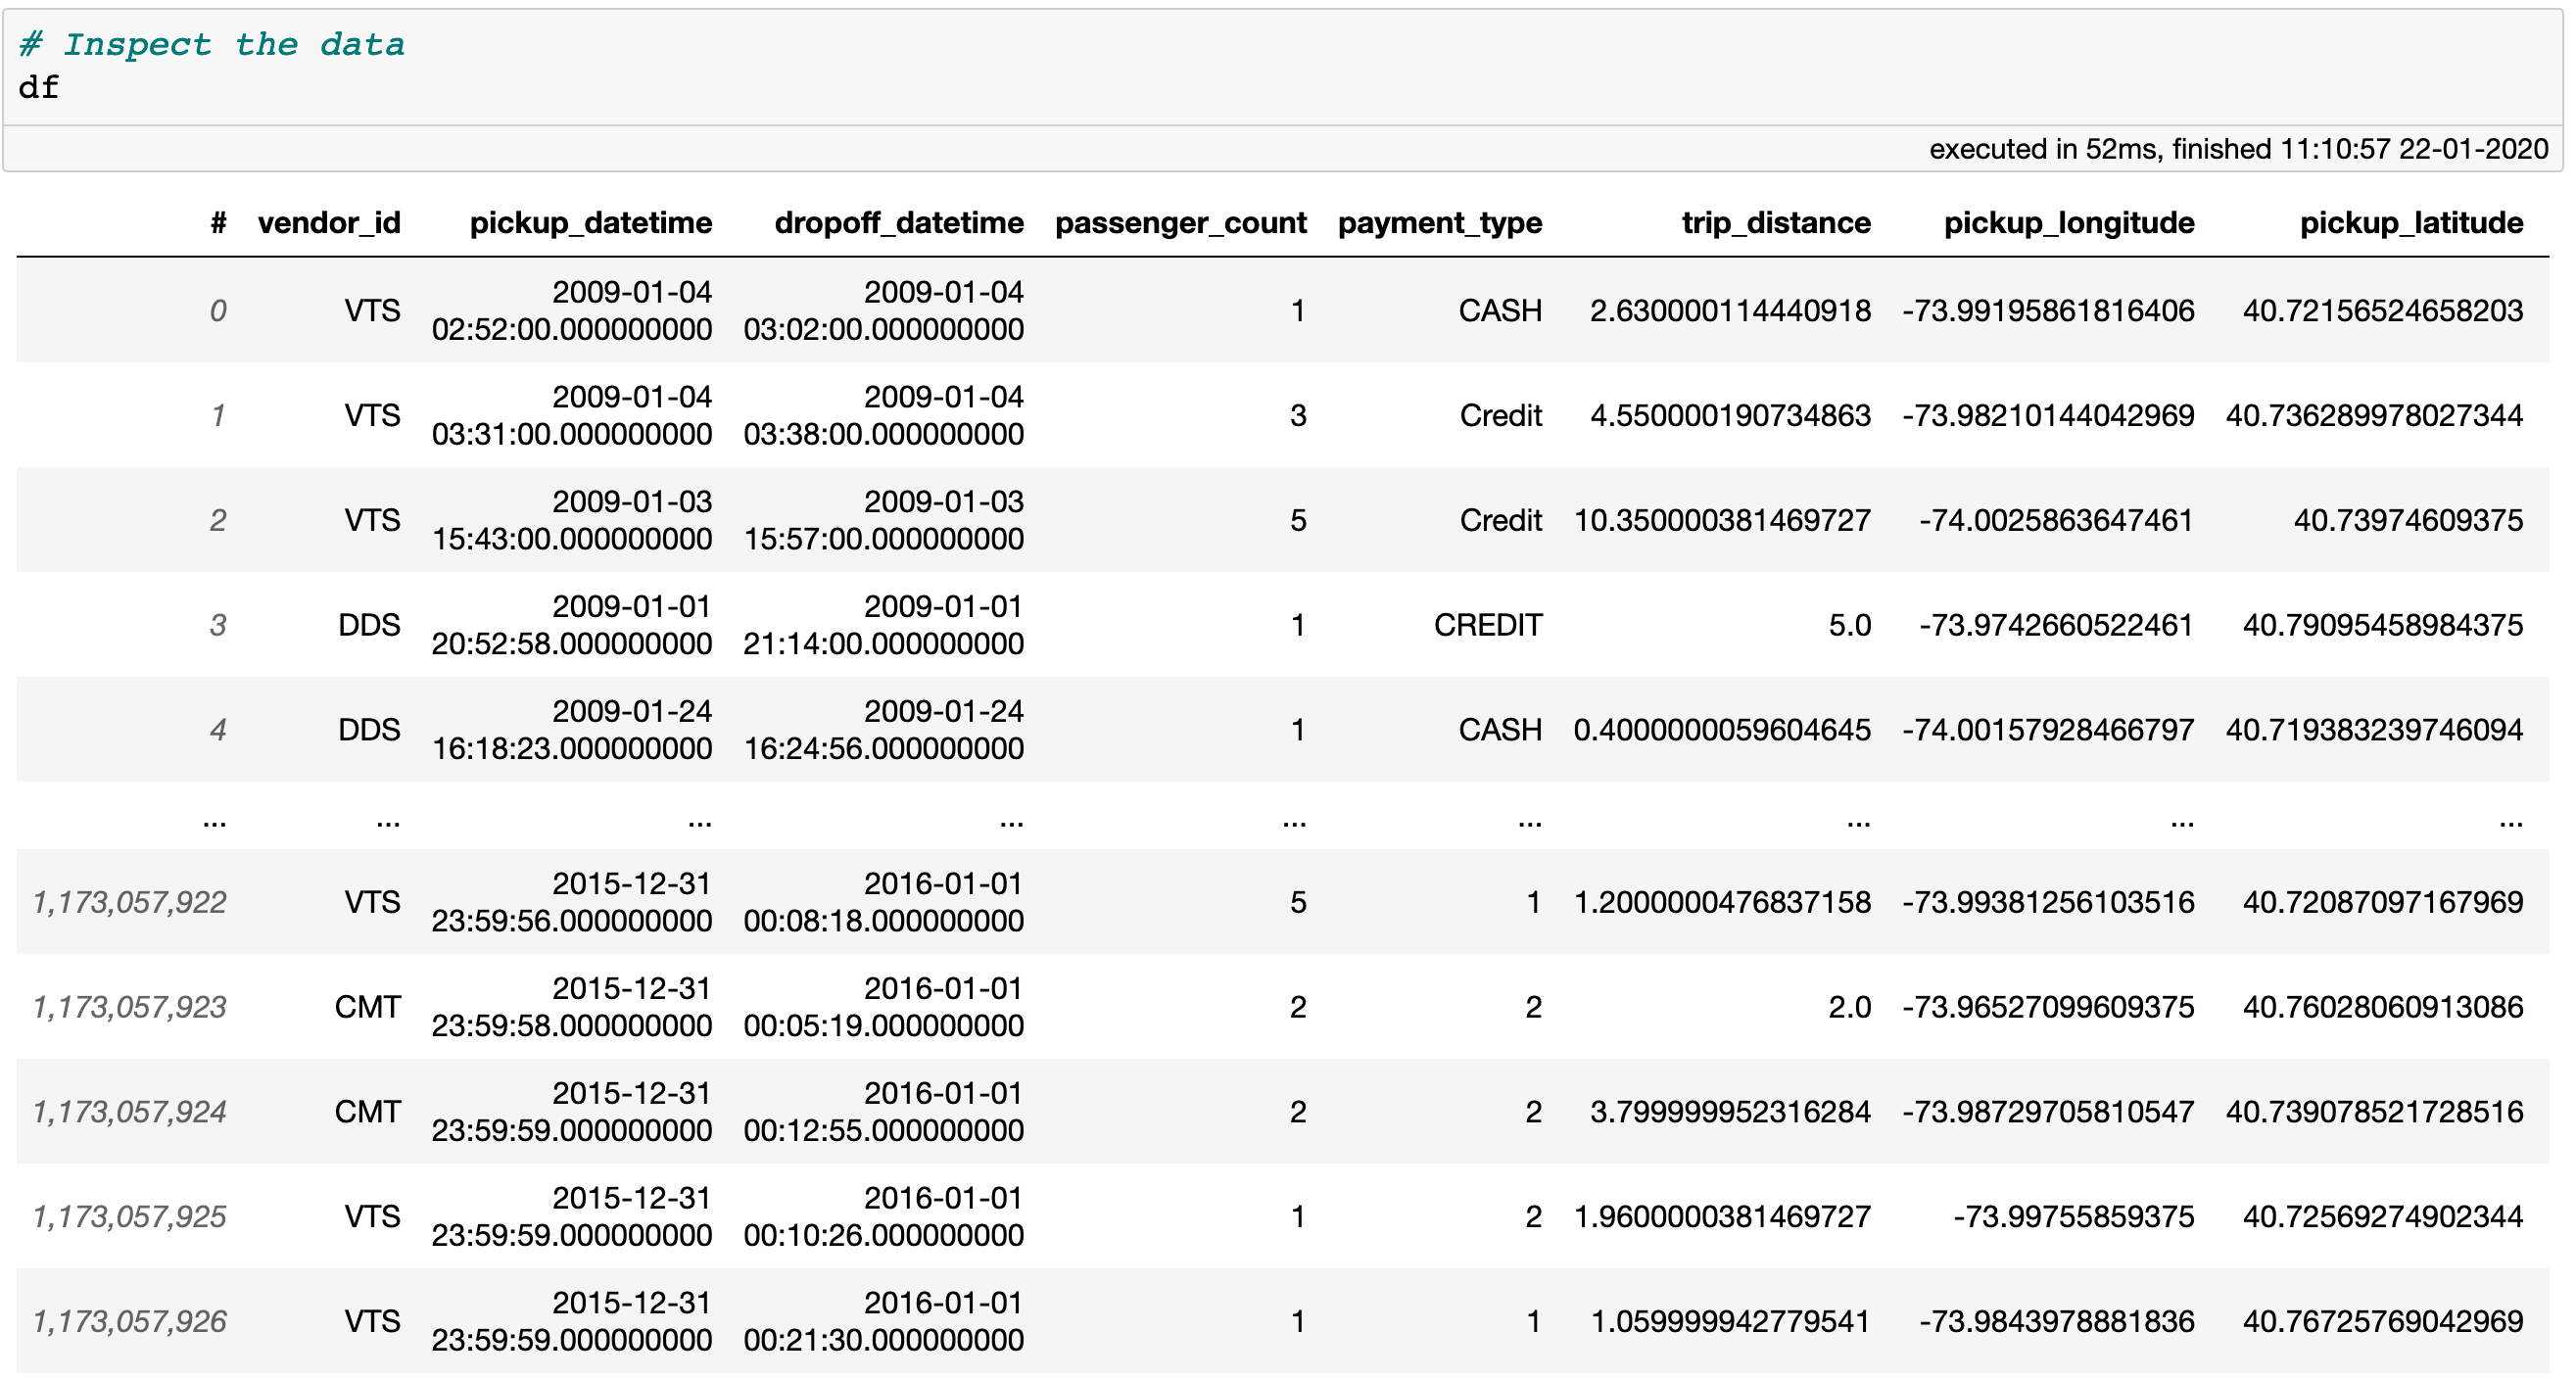 # Inspect the data
df
executed in 52ms, finished 11:10:57 22-01-2020
# vendor_id pickup_datetime dropoff_datetime passenger_count payment_type trip_distance pickup_longitude pickup_latitude
2009-01-04 2009-01-04
0 VTS 1 CASH 2.630000114440918 -73.99195861816406 40.72156524658203
02:52:00.000000000 03:02:00.000000000
2009-01-04 2009-01-04
1 VTS 3 Credit 4.550000190734863 -73.98210144042969 40.736289978027344
03:31:00.000000000 03:38:00.000000000
2009-01-03 2009-01-03
2 VTS 5 Credit 10.350000381469727 -74.0025863647461 40.73974609375
15:43:00.000000000 15:57:00.000000000
2009-01-01 2009-01-01
3 DDS 1 CREDIT 5.0 -73.9742660522461 40.79095458984375
20:52:58.000000000 21:14:00.000000000
2009-01-24 2009-01-24
4 DDS 1 CASH 0.4000000059604645 -74.00157928466797 40.719383239746094
16:18:23.000000000 16:24:56.000000000
... ... ... ... ... ... ... ... ...
2015-12-31 2016-01-01
1,173,057,922 VTS 5 1 1.2000000476837158 -73.99381256103516 40.72087097167969
23:59:56.000000000 00:08:18.000000000
2015-12-31 2016-01-01
1,173,057,923 CMT 2 2 2.0 -73.96527099609375 40.76028060913086
23:59:58.000000000 00:05:19.000000000
2015-12-31 2016-01-01
1,173,057,924 CMT 2 2 3.799999952316284 -73.98729705810547 40.739078521728516
23:59:59.000000000 00:12:55.000000000
2015-12-31 2016-01-01
1,173,057,925 VTS 1 2 1.9600000381469727 -73.99755859375 40.72569274902344
23:59:59.000000000 00:10:26.000000000
2015-12-31 2016-01-01
1,173,057,926 VTS 1 1 1.059999942779541 -73.9843978881836 40.76725769042969
23:59:59.000000000 00:21:30.000000000